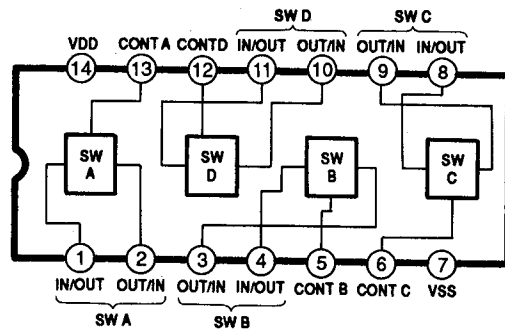 SW D SW C
VDD CONT A CONT D IN/OUT OUT/IN OUT/IN IN/OUT
14 13 12 11 10 9 8
SW A
SW D
SW B
SW C
1 2 3 4 5 6 7
IN/OUT OUT/IN OUT/IN IN/OUT CONT B CONT C VSS
SW A SW B